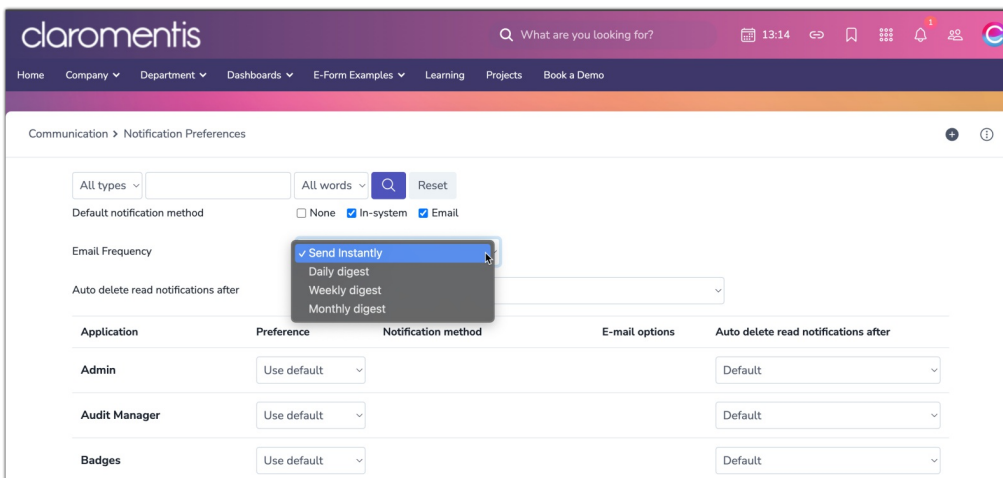 claromentis
What are you looking for?
13:14
1
Home Company Department Dashboards E-Form Examples Learning Projects Book a Demo
Communication > Notification Preferences
All types All words Reset
Default notification method None In-system Email
Email Frequency
✓ Send Instantly
Daily digest
Weekly digest
Monthly digest
Auto delete read notifications after
Application Preference Notification method E-mail options Auto delete read notifications after
Admin Use default Default
Audit Manager Use default Default
Badges Use default Default